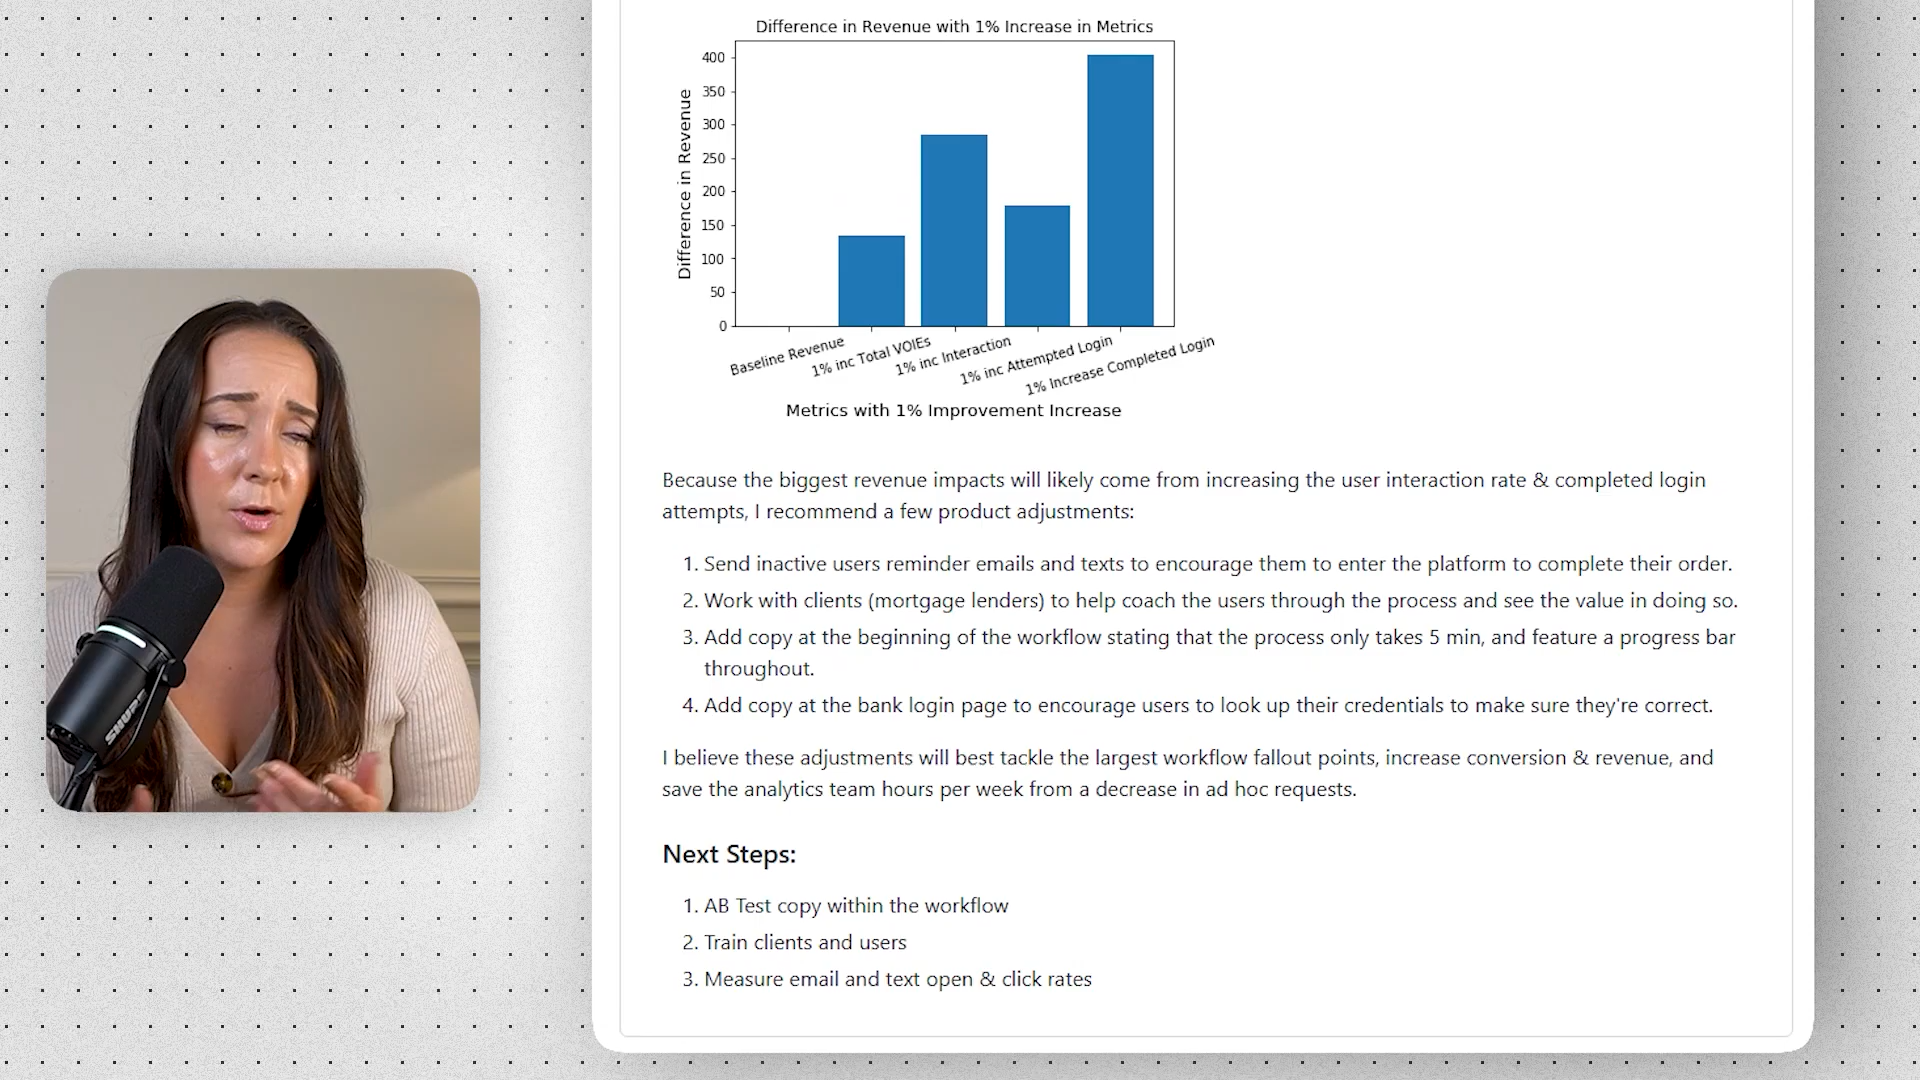 Difference in Revenue with 1% Increase in Metrics
400
350
300
250
200
150
100
50
0
Difference in Revenue
Baseline Revenue
1% inc Total VOIEs
1% inc Interaction
1% inc Attempted Login
1% Increase Completed Login
Metrics with 1% Improvement Increase
Because the biggest revenue impacts will likely come from increasing the user interaction rate & completed login
attempts, I recommend a few product adjustments:
1. Send inactive users reminder emails and texts to encourage them to enter the platform to complete their order.
2. Work with clients (mortgage lenders) to help coach the users through the process and see the value in doing so.
3. Add copy at the beginning of the workflow stating that the process only takes 5 min, and feature a progress bar
throughout.
4. Add copy at the bank login page to encourage users to look up their credentials to make sure they're correct.
I believe these adjustments will best tackle the largest workflow fallout points, increase conversion & revenue, and
save the analytics team hours per week from a decrease in ad hoc requests.
Next Steps:
1. AB Test copy within the workflow
2. Train clients and users
3. Measure email and text open & click rates
SHURE